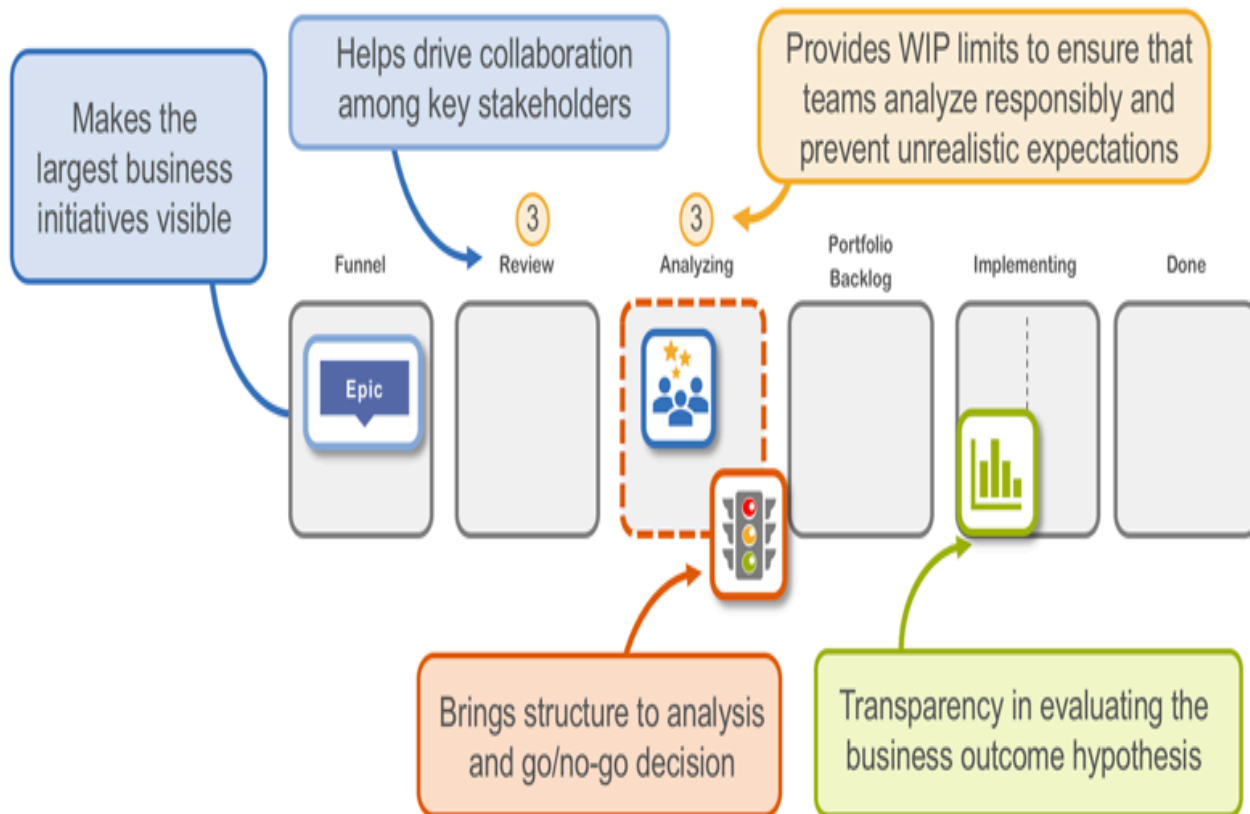 Makes the
largest business
initiatives visible
Helps drive collaboration
among key stakeholders
Provides WIP limits to ensure that
teams analyze responsibly and
prevent unrealistic expectations
3
3
Funnel
Review
Analyzing
Portfolio
Backlog
Implementing
Done
Epic
Brings structure to analysis
and go/no-go decision
Transparency in evaluating the
business outcome hypothesis